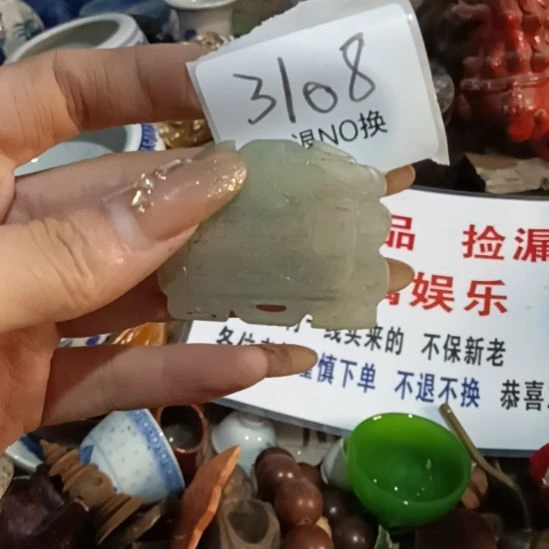 3108
退NO换
品 捡漏
娱乐
线买来的 不保新老
慎下单 不退不换 恭喜